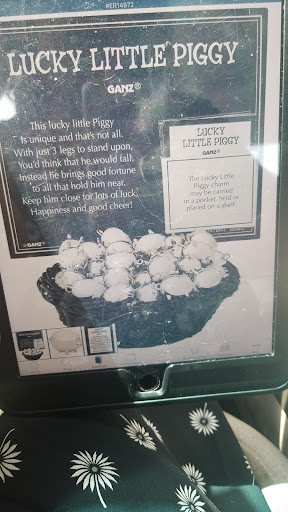 #ER14872
LUCKY LITTLE PIGGY
GANZ®
This lucky little Piggy
Is unique and that's not all.
With just 3 legs to stand upon,
You'd think that he would fall.
Instead he brings good fortune
to all that hold him near.
Keep him close for lots of luck,
Happiness and good cheer!
©GANZ®
LUCKY
LITTLE PIGGY
GANZ®
The Lucky Little
Piggy charm
may be carried
in a pocket, held or
placed on a shelf.